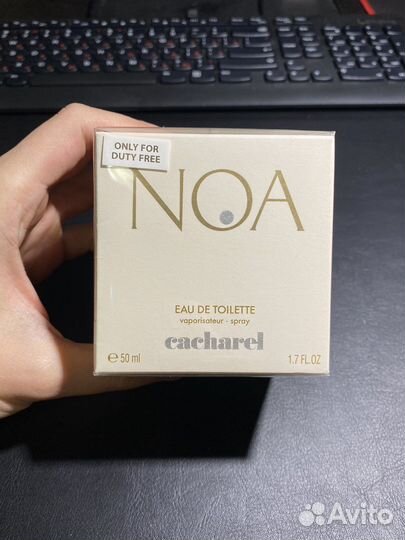 ONLY FOR
DUTY FREE
NOA
EAU DE TOILETTE
vaporisateur - spray
cacharel
e 50 ml 1.7 FL.OZ
Avito